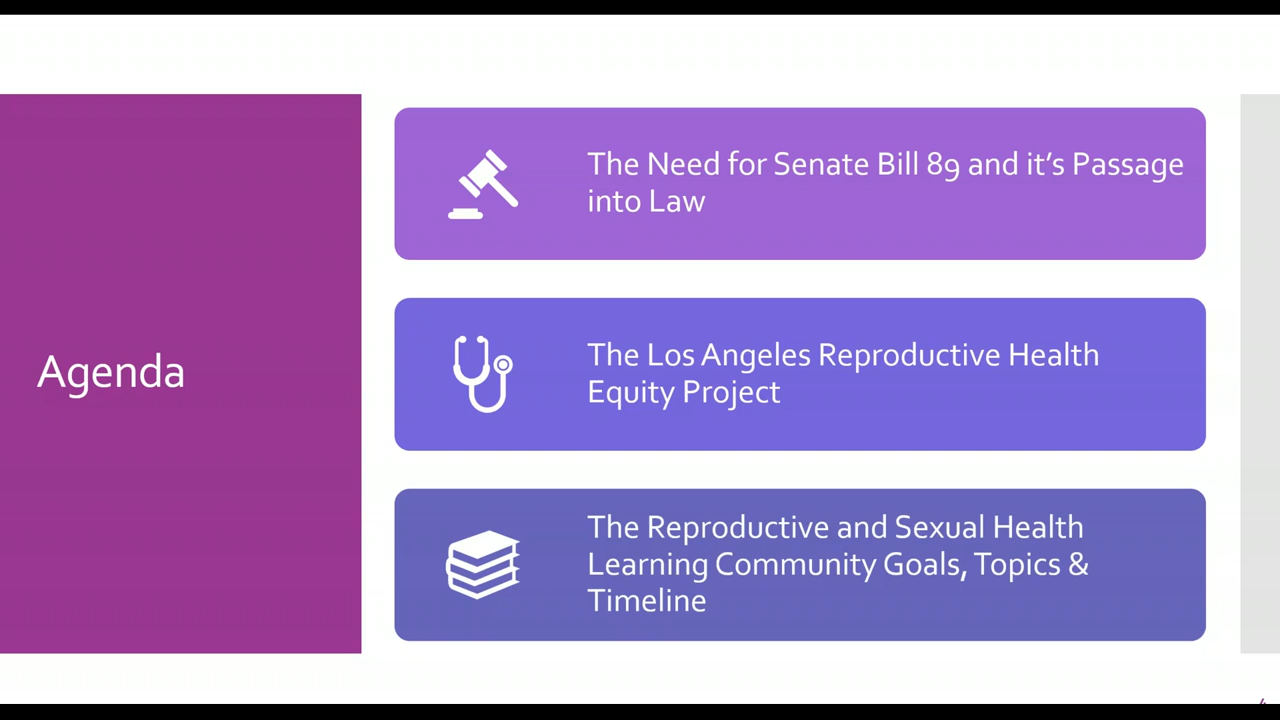 Agenda
The Need for Senate Bill 89 and it's Passage
into Law
The Los Angeles Reproductive Health
Equity Project
The Reproductive and Sexual Health
Learning Community Goals, Topics &
Timeline